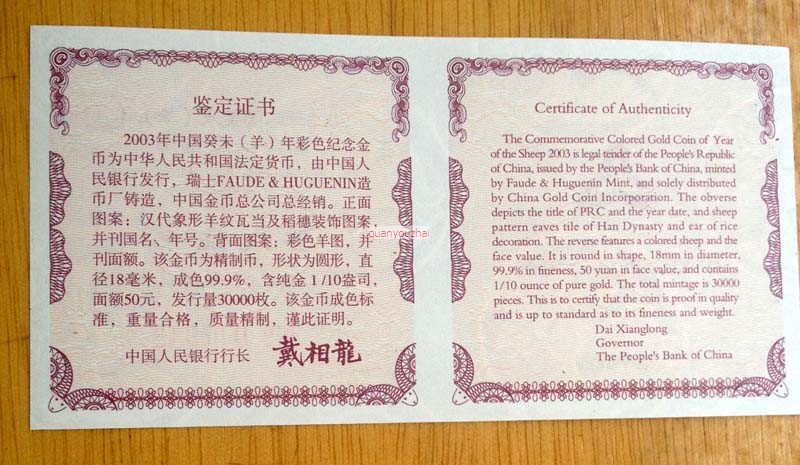 鉴定证书
2003年中国癸未（羊）年彩色纪念金
币为中华人民共和国法定货币，由中国人
民银行发行，瑞士FAUDE & HUGUENIN造
币厂铸造，中国金币总公司总经销。正面
图案：汉代象形羊纹瓦当及稻穗装饰图案，
并刊国名、年号。背面图案：彩色羊图，并
刊面额。该金币为精制币，形状为圆形，直
径18毫米，成色99.9%，含纯金1/10盎司，
面额50元，发行量30000枚。该金币成色标
准，重量合格，质量精制，谨此证明。
中国人民银行行长 戴相龍
quanyouzhai
Certificate of Authenticity
The Commemorative Colored Gold Coin of Year
of the Sheep 2003 is legal tender of the People's Republic
of China, issued by the People's Bank of China, minted
by Faude & Huguenin Mint, and solely distributed
by China Gold Coin Incorporation. The obverse
depicts the title of PRC and the year date, and sheep
pattern eaves tile of Han Dynasty and ear of rice
decoration. The reverse features a colored sheep and the
face value. It is round in shape, 18mm in diameter,
99.9% in fineness, 50 yuan in face value, and contains
1/10 ounce of pure gold. The total mintage is 30000
pieces. This is to certify that the coin is proof in quality
and is up to standard as to its fineness and weight.
Dai Xianglong
Governor
The People's Bank of China